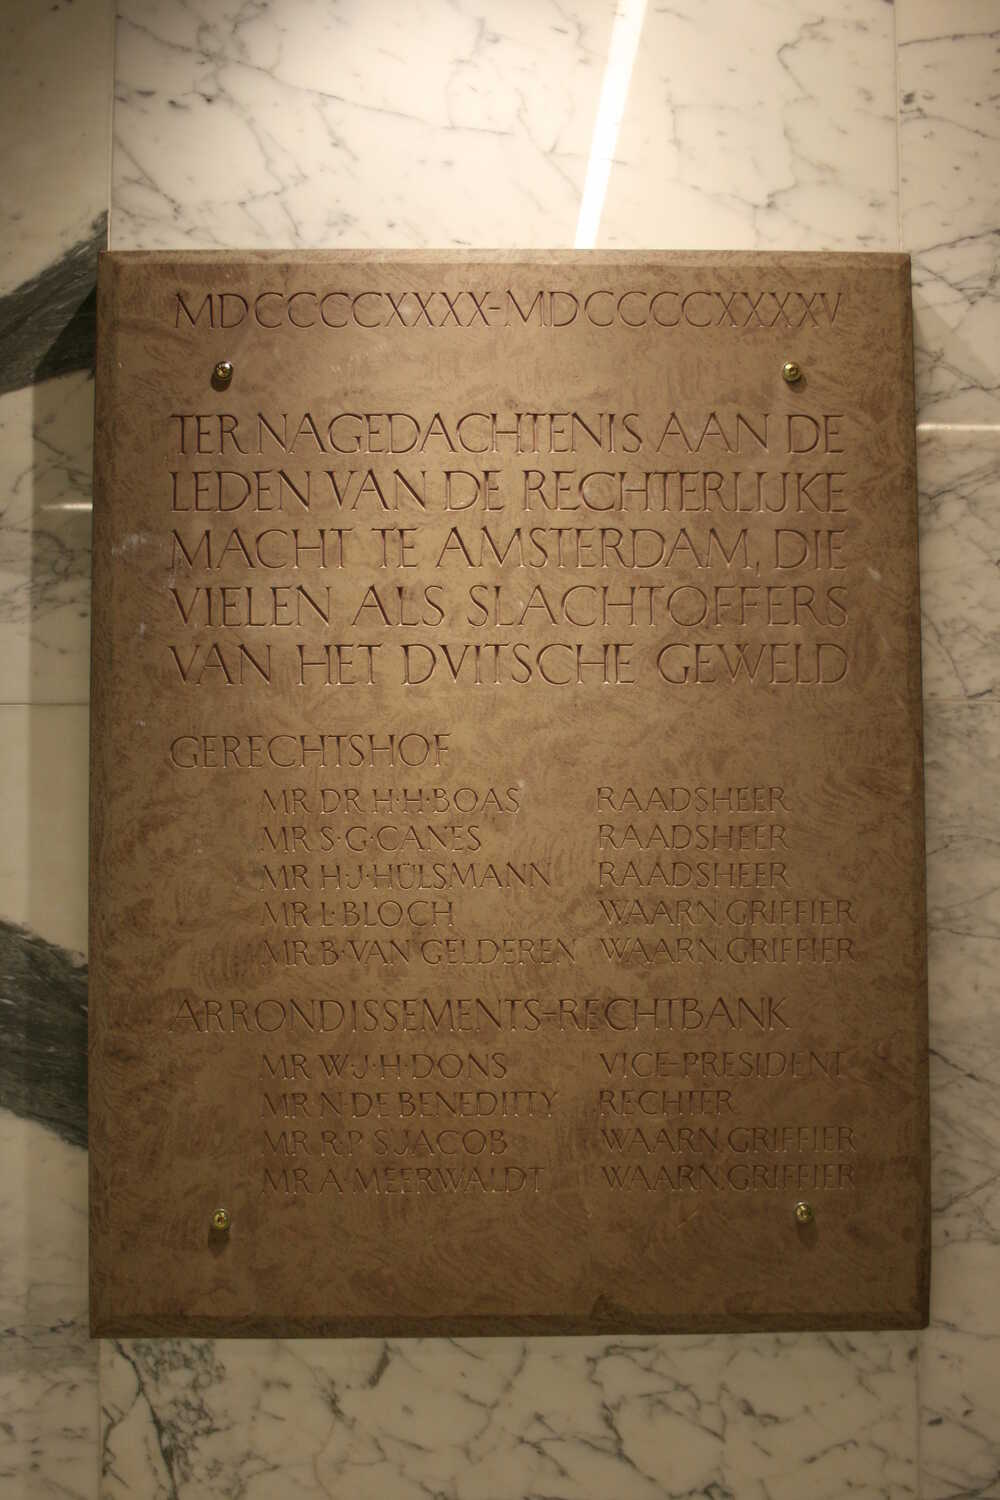 MDCCCCXXXX-MDCCCCXXXXV
TER NAGEDACHTENIS AAN DE
LEDEN VAN DE RECHTERLIJKE
MACHT TE AMSTERDAM, DIE
VIELEN ALS SLACHTOFFERS
VAN HET DVITSCHE GEWELD
GERECHTSHOF
MR DR H·H·BOAS RAADSHEER
MR S·G·CANES RAADSHEER
MR H·J·HÜLSMANN RAADSHEER
MR L·BLOCH WAARN.GRIFFIER
MR B·VAN GELDEREN WAARN.GRIFFIER
ARRONDISSEMENTS-RECHTBANK
MR W·J·H·DONS VICE-PRESIDENT
MR N·DE BENEDITTY RECHTER
MR R·P S JACOB WAARN.GRIFFIER
MR A MEERWALDT WAARN.GRIFFIER